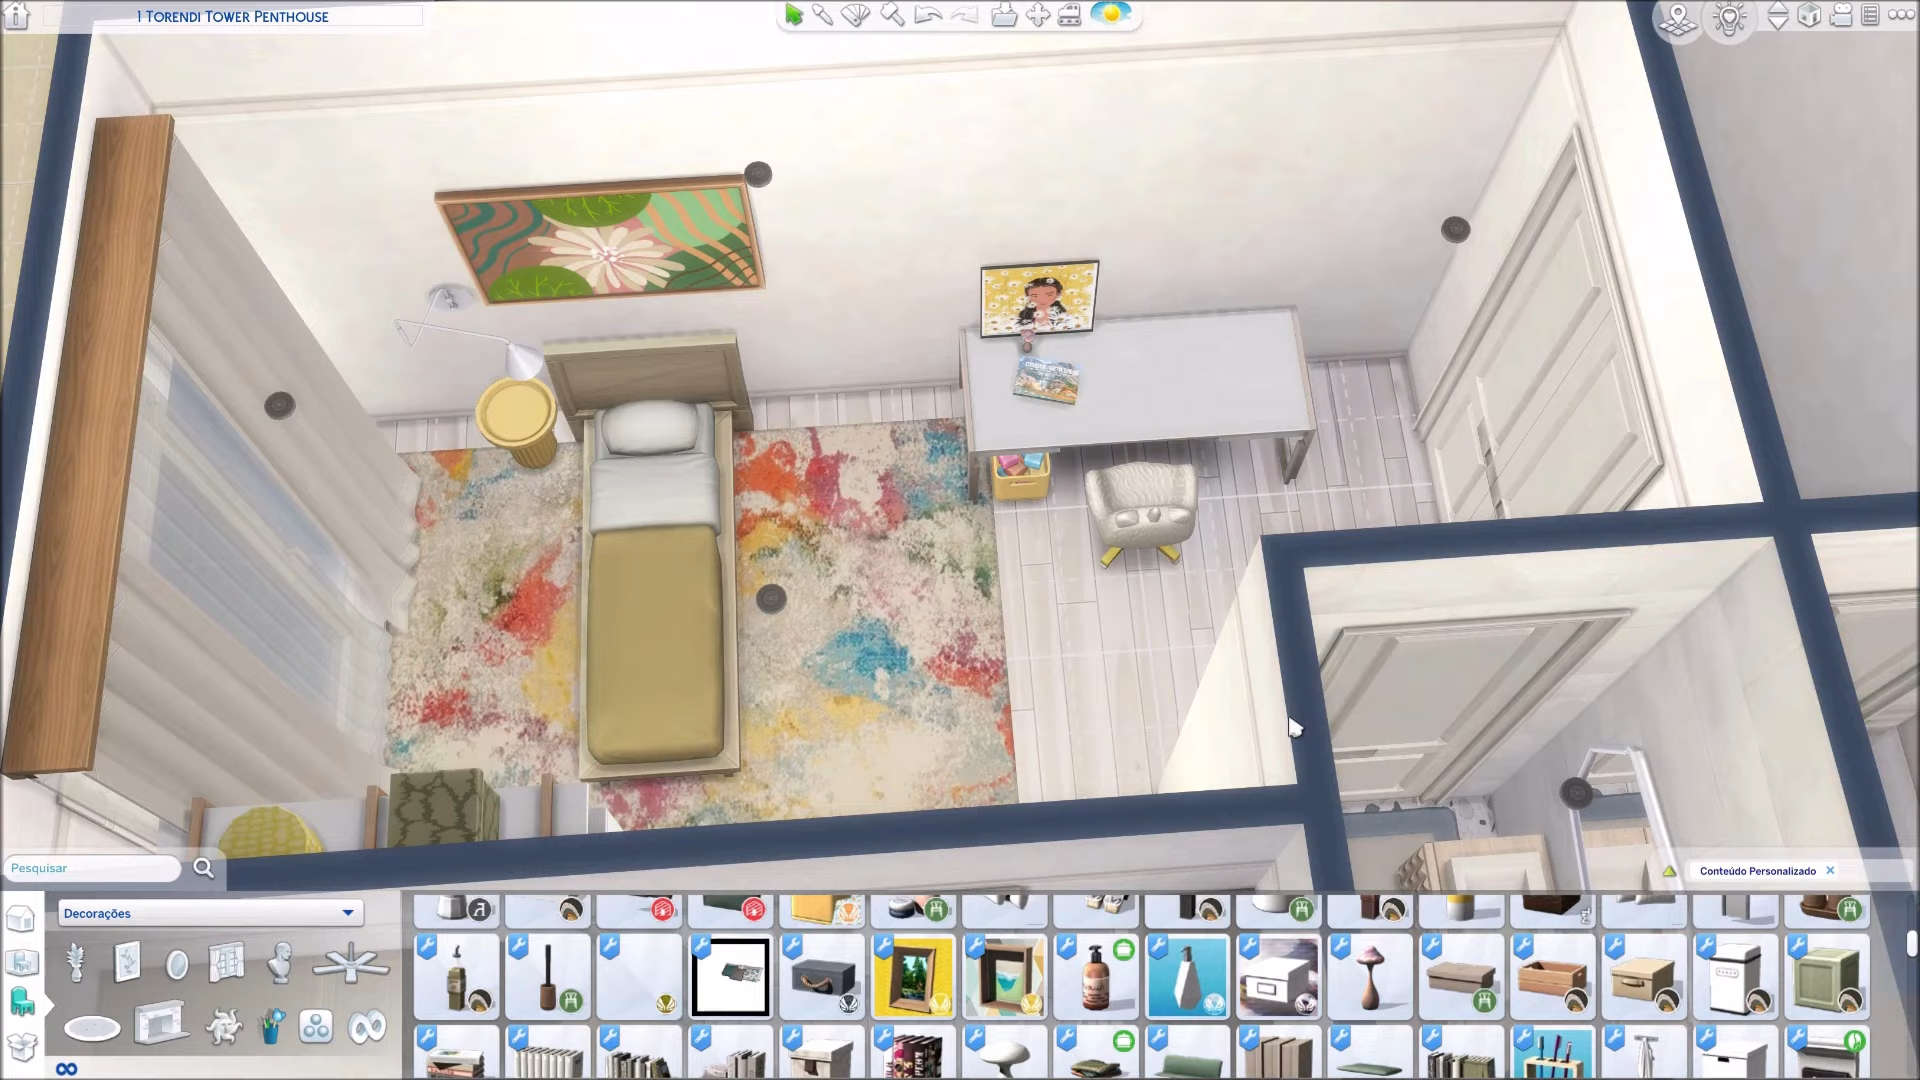 1 TORENDI TOWER PENTHOUSE
Pesquisar
Conteúdo Personalizado
Decorações